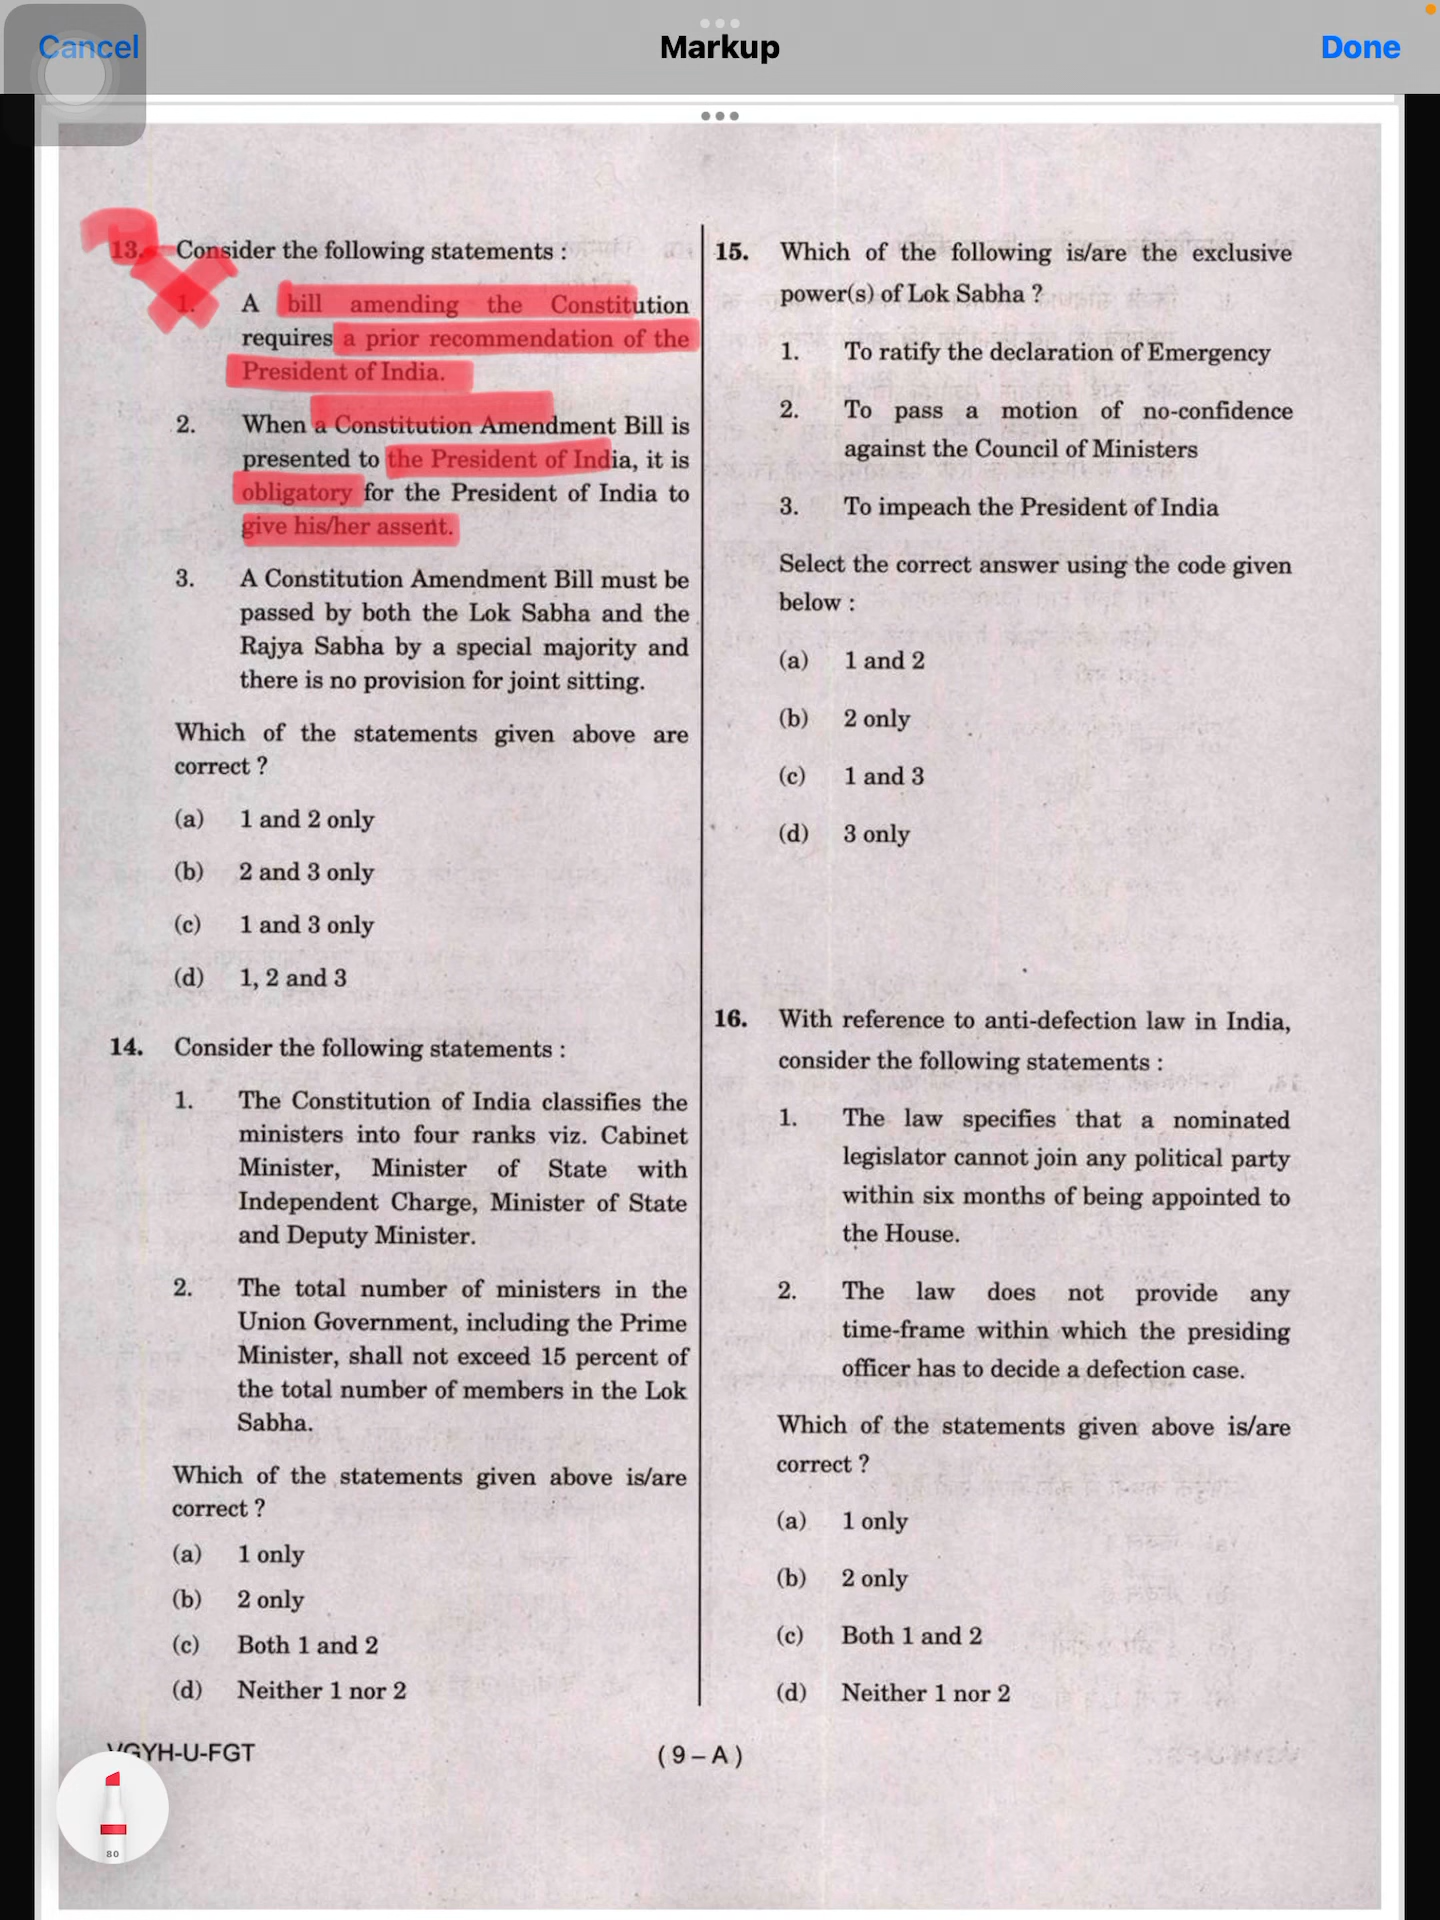 Cancel
Markup
Done
13. Consider the following statements :
1. A bill amending the Constitution
requires a prior recommendation of the
President of India.
2. When a Constitution Amendment Bill is
presented to the President of India, it is
obligatory for the President of India to
give his/her assent.
3. A Constitution Amendment Bill must be
passed by both the Lok Sabha and the
Rajya Sabha by a special majority and
there is no provision for joint sitting.
Which of the statements given above are
correct ?
(a) 1 and 2 only
(b) 2 and 3 only
(c) 1 and 3 only
(d) 1, 2 and 3
14. Consider the following statements :
1. The Constitution of India classifies the
ministers into four ranks viz. Cabinet
Minister, Minister of State with
Independent Charge, Minister of State
and Deputy Minister.
2. The total number of ministers in the
Union Government, including the Prime
Minister, shall not exceed 15 percent of
the total number of members in the Lok
Sabha.
Which of the statements given above is/are
correct ?
(a) 1 only
(b) 2 only
(c) Both 1 and 2
(d) Neither 1 nor 2
15. Which of the following is/are the exclusive
power(s) of Lok Sabha ?
1. To ratify the declaration of Emergency
2. To pass a motion of no-confidence
against the Council of Ministers
3. To impeach the President of India
Select the correct answer using the code given
below :
(a) 1 and 2
(b) 2 only
(c) 1 and 3
(d) 3 only
16. With reference to anti-defection law in India,
consider the following statements :
1. The law specifies that a nominated
legislator cannot join any political party
within six months of being appointed to
the House.
2. The law does not provide any
time-frame within which the presiding
officer has to decide a defection case.
Which of the statements given above is/are
correct ?
(a) 1 only
(b) 2 only
(c) Both 1 and 2
(d) Neither 1 nor 2
VGYH-U-FGT
( 9 – A )
80